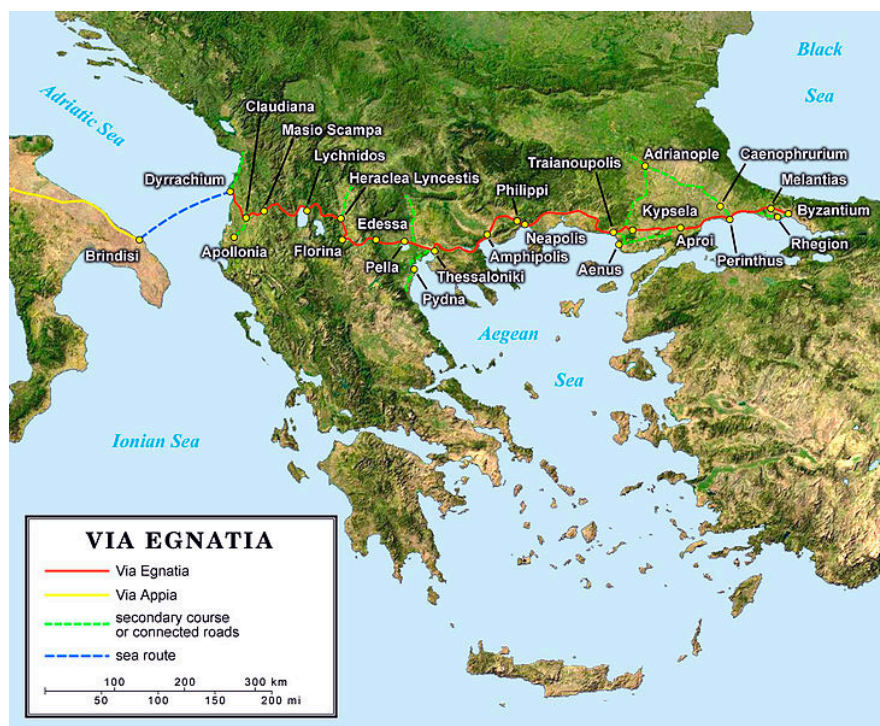 Black
Sea
Adriatic Sea
Claudiana
Masio Scampa
Lychnidos
Heraclea Lyncestis
Dyrrachium
Traianoupolis
Adrianople
Caenophrurium
Melantias
Philippi
Edessa
Kypsela
Byzantium
Apollonia
Florina
Neapolis
Aproi
Rhegion
Brindisi
Pella
Amphipolis
Aenus
Perinthus
Thessaloniki
Pydna
Aegean
Sea
Ionian Sea
VIA EGNATIA
Via Egnatia
Via Appia
secondary course
or connected roads
sea route
100 200 300 km
50 100 150 200 mi